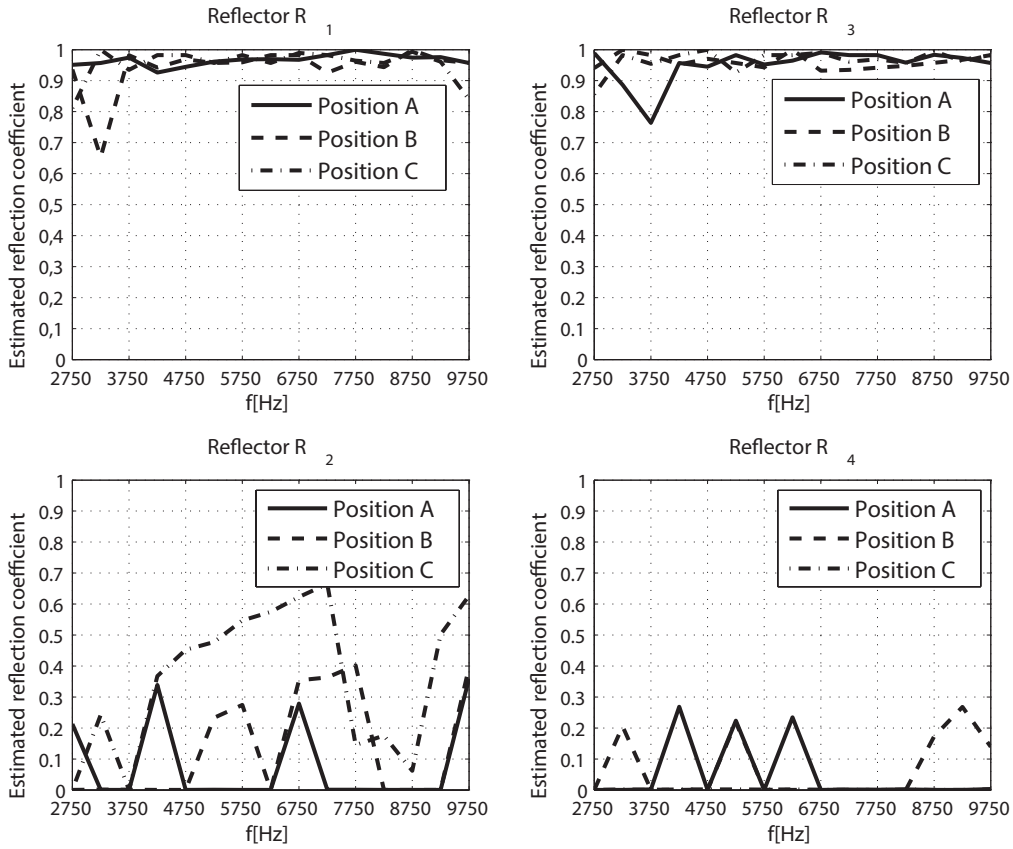 Reflector R 1
Estimated reflection coefficient
1
0.9
0.8
0.7
0.6
0,5
0.4
0.3
0.2
0,1
0
Position A
Position B
Position C
2750 3750 4750 5750 6750 7750 8750 9750
f[Hz]
Reflector R 3
Estimated reflection coefficient
1
0.9
0.8
0.7
0.6
0,5
0.4
0.3
0.2
0,1
0
Position A
Position B
Position C
2750 3750 4750 5750 6750 7750 8750 9750
f[Hz]
Reflector R 2
Estimated reflection coefficient
1
0.9
0.8
0.7
0.6
0.5
0.4
0.3
0.2
0.1
0
Position A
Position B
Position C
2750 3750 4750 5750 6750 7750 8750 9750
f[Hz]
Reflector R 4
Estimated reflection coefficient
1
0.9
0.8
0.7
0.6
0.5
0.4
0.3
0.2
0.1
0
Position A
Position B
Position C
2750 3750 4750 5750 6750 7750 8750 9750
f[Hz]